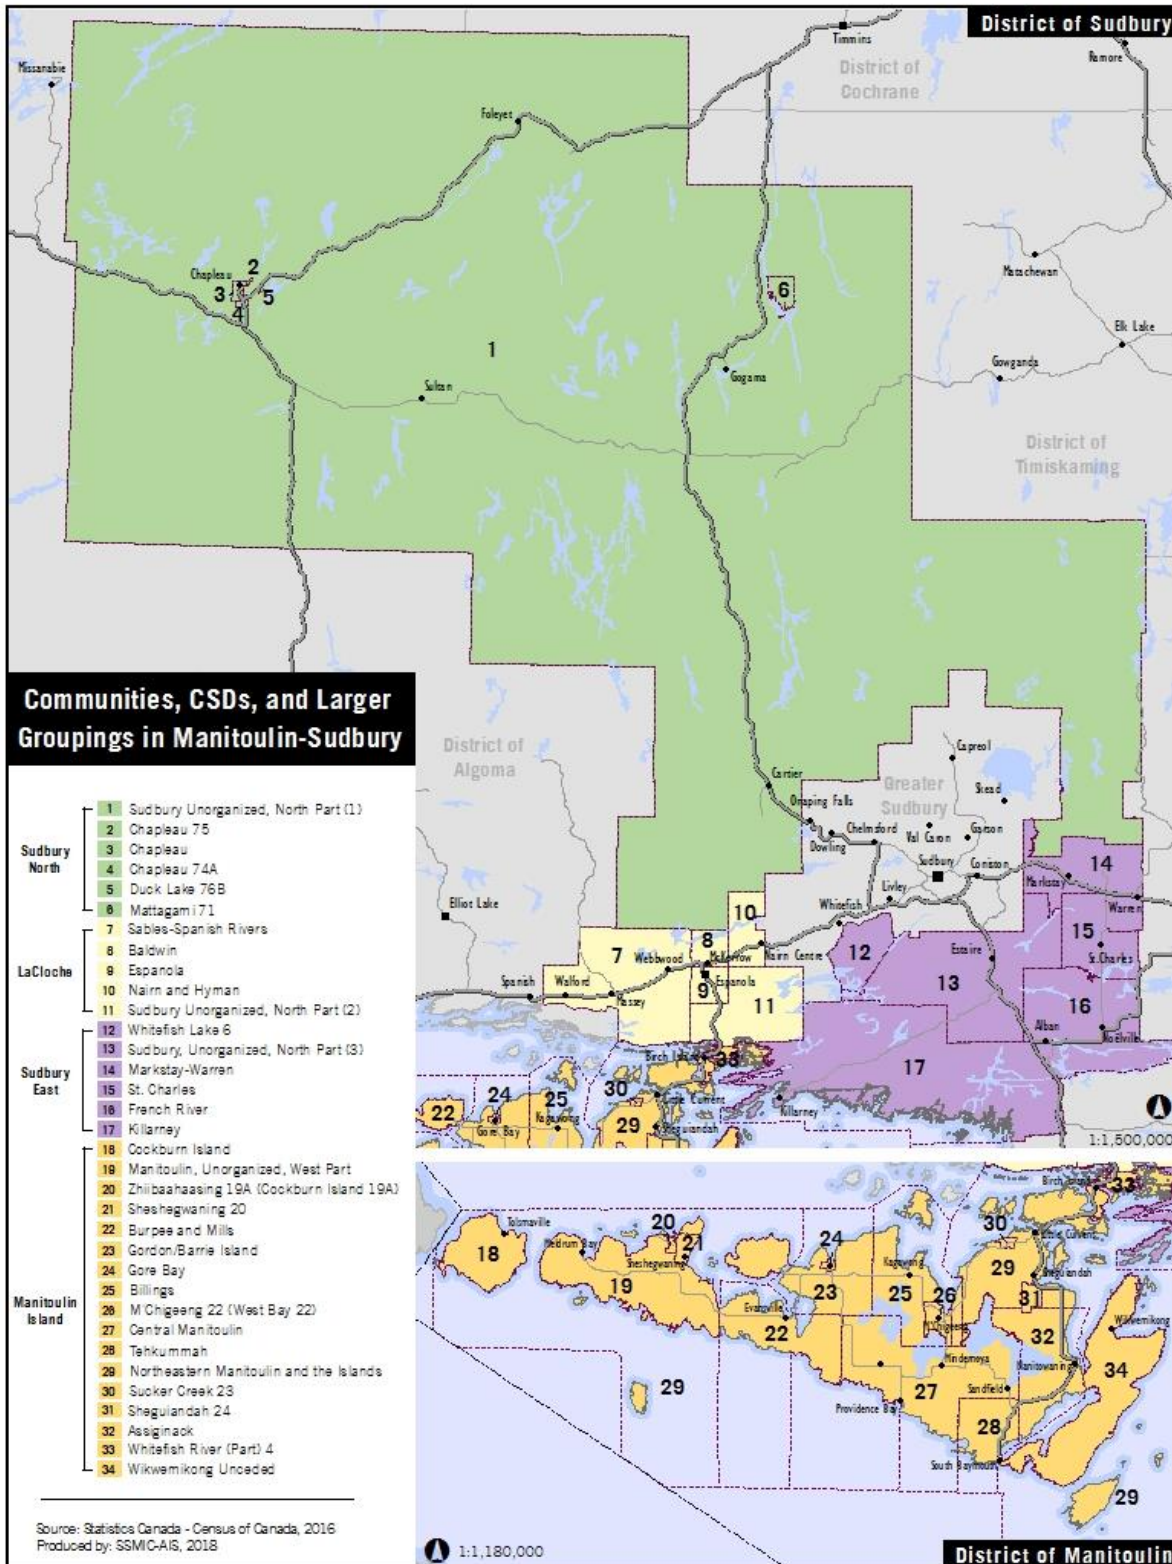 District of Sudbury
Timmins
Ramore
District of
Cochrane
Missanabie
Foleyet
Chapleau
2
3
5
4
6
Matachewan
1
Elk Lake
Gogama
Gowganda
Sultan
District of
Timiskaming
Communities, CSDs, and Larger
Groupings in Manitoulin-Sudbury
District of
Algoma
Capreol
Cartier
Greater
Sudbury
Skead
Onaping Falls
Chelmsford
Val Caron
Garson
Dowling
Sudbury
Coniston
14
Markstay
Livley
Elliot Lake
10
Whitefish
Warren
7
8
McKerrow
Nairn Centre
12
Estaire
15
St.Charles
Webbwood
Espanola
Spanish
Walford
Massey
9
11
13
16
Alban
Noëlville
Birch Island
33
17
30
24
25
22
Gore Bay
Kagawong
29
Little Current
Sheguiandah
Killarney
1:1,500,000
Sudbury
North
1 Sudbury Unorganized, North Part (1)
2 Chapleau 75
3 Chapleau
4 Chapleau 74A
5 Duck Lake 76B
6 Mattagami 71
LaCloche
7 Sables-Spanish Rivers
8 Baldwin
9 Espanola
10 Nairn and Hyman
11 Sudbury Unorganized, North Part (2)
Sudbury
East
12 Whitefish Lake 6
13 Sudbury, Unorganized, North Part (3)
14 Markstay-Warren
15 St. Charles
16 French River
17 Killarney
Manitoulin
Island
18 Cockburn Island
19 Manitoulin, Unorganized, West Part
20 Zhiibaahaasing 19A (Cockburn Island 19A)
21 Sheshegwaning 20
22 Burpee and Mills
23 Gordon/Barrie Island
24 Gore Bay
25 Billings
26 M'Chigeeng 22 (West Bay 22)
27 Central Manitoulin
28 Tehkummah
29 Northeastern Manitoulin and the Islands
30 Sucker Creek 23
31 Sheguiandah 24
32 Assiginack
33 Whitefish River (Part) 4
34 Wikwemikong Unceded
Source: Statistics Canada - Census of Canada, 2016
Produced by: SSMIC-AIS, 2018
Birch Island
33
20
30
Tolsmaville
Little Current
18
Meldrum Bay
21
24
Sheshegwaning
Kagawong
29
Sheguiandah
19
23
25
26
31
Evansville
22
M'Chigeeng
32
Wikwemikong
Mindemoya
Manitowaning
34
29
27
Sandfield
Providence Bay
28
South Baymouth
29
1:1,180,000
District of Manitoulin